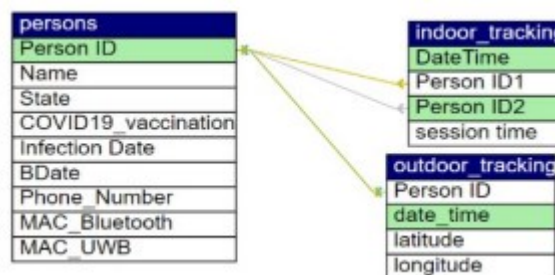 persons
Person ID
Name
State
COVID19_vaccination
Infection Date
BDate
Phone_Number
MAC_Bluetooth
MAC_UWB
indoor_tracking
DateTime
Person ID1
Person ID2
session time
outdoor_tracking
Person ID
date_time
latitude
longitude